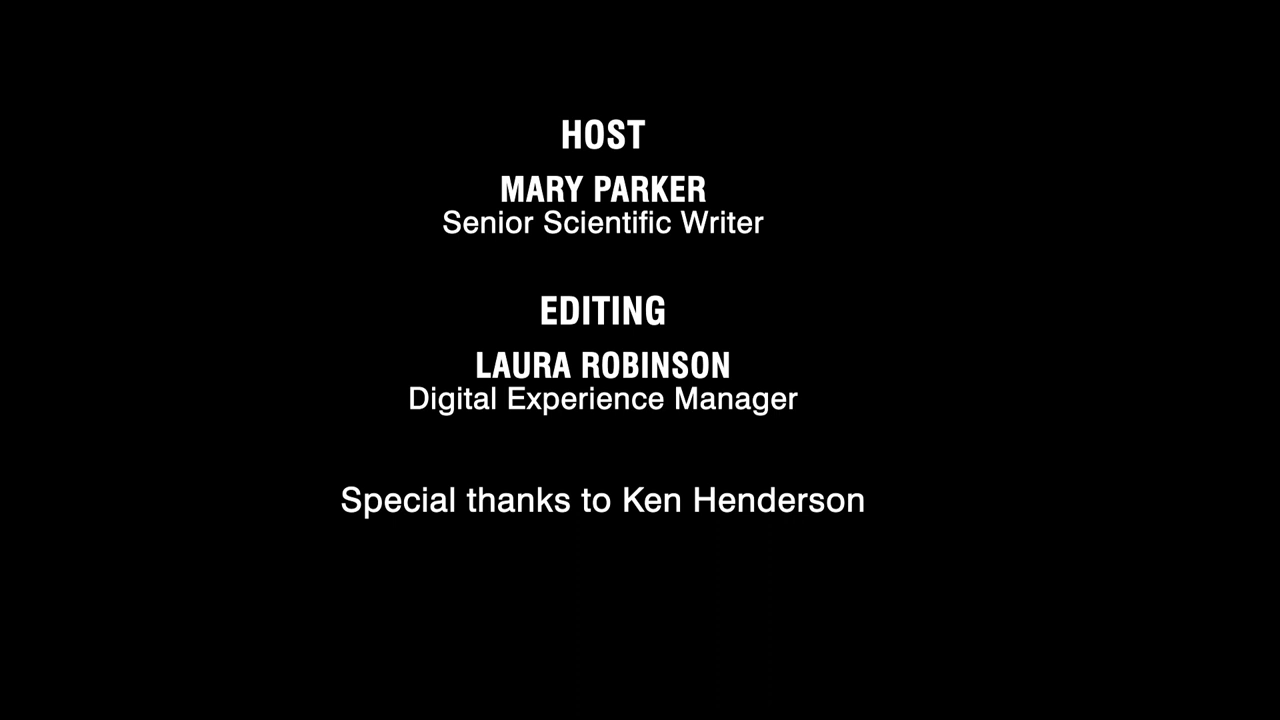 HOST
MARY PARKER
Senior Scientific Writer
EDITING
LAURA ROBINSON
Digital Experience Manager
Special thanks to Ken Henderson